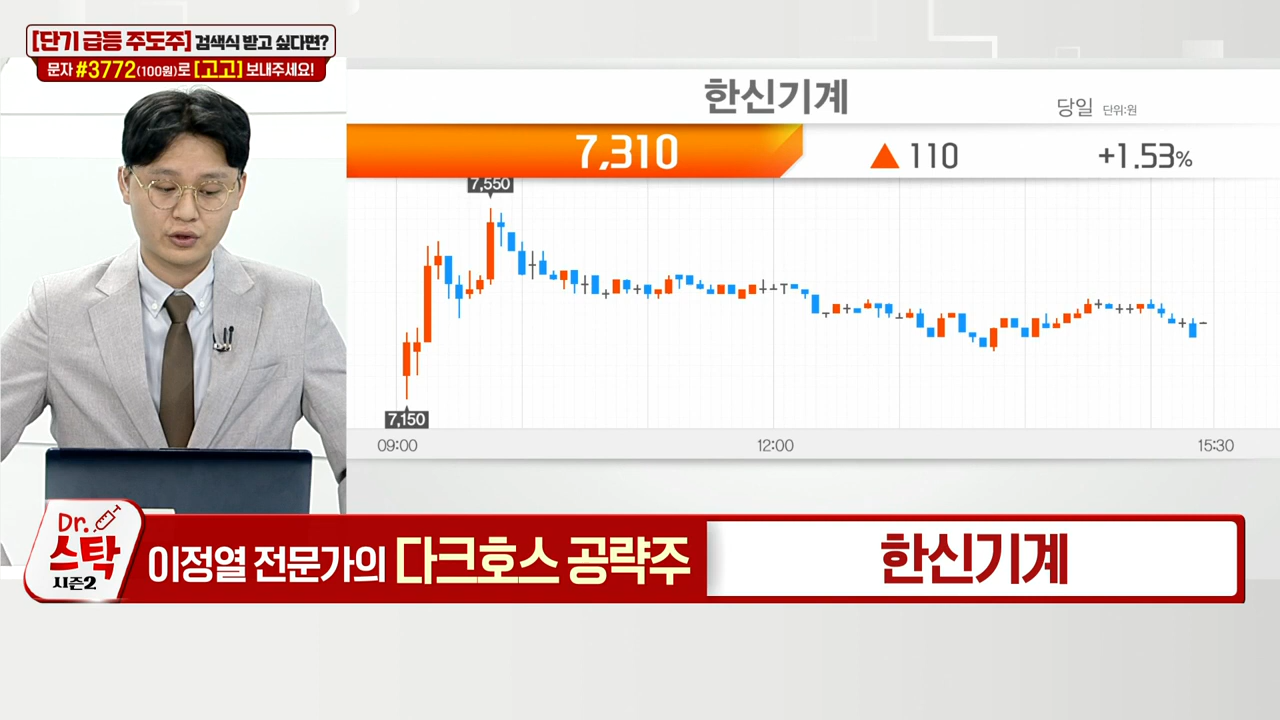 [단기 급등 주도주] 검색식 받고 싶다면?
문자 #3772(100원)로 [고고] 보내주세요!
한신기계
당일 단위:원
7,310 ▲ 110 +1.53%
7,550
7,150
09:00 12:00 15:30
Dr.
스탁
시즌2
이정열 전문가의 다크호스 공략주
한신기계